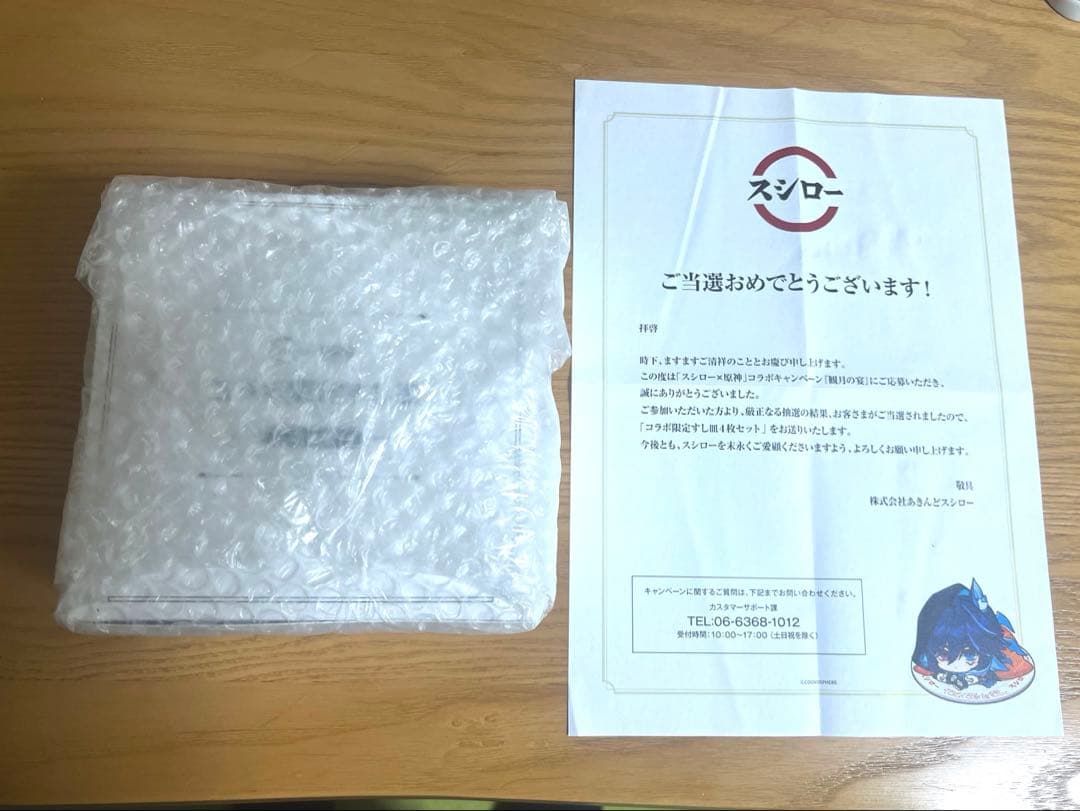 スシロー
ご当選おめでとうございます!
拝啓
時下、ますますご清祥のこととお慶び申し上げます。
この度は「スシロー×原神」コラボキャンペーン『観月の宴』にご応募いただき、
誠にありがとうございました。
ご参加いただいた方より、厳正なる抽選の結果、お客さまがご当選されましたので、
「コラボ限定すし皿4枚セット」をお送りいたします。
今後とも、スシローを末永くご愛顧くださいますよう、よろしくお願い申し上げます。
敬具
株式会社あきんどスシロー
キャンペーンに関するご質問は、下記までお問い合わせください。
カスタマーサポート課
TEL:06-6368-1012
受付時間:10:00〜17:00(土日祝を除く)
©COGNOSPHERE